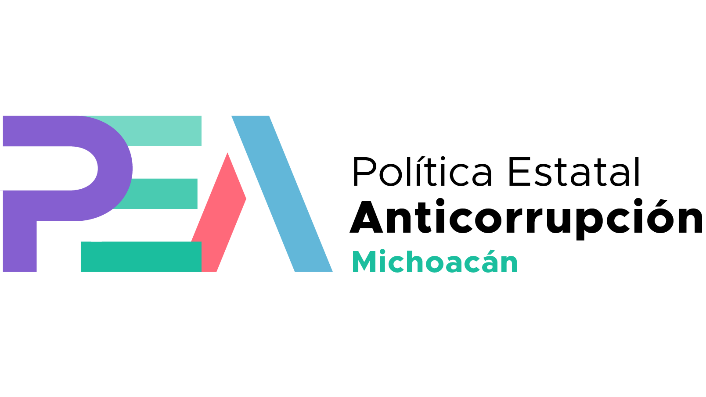 PEA
Política Estatal
Anticorrupción
Michoacán